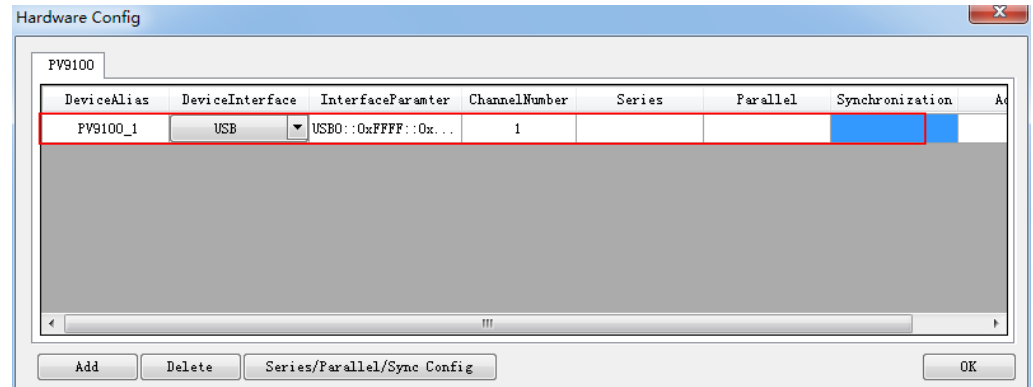 Hardware Config
PV9100
DeviceAlias DeviceInterface InterfaceParamter ChannelNumber Series Parallel Synchronization
PV9100_1 USB USB0::0xFFFF::0x... 1
Add Delete Series/Parallel/Sync Config OK